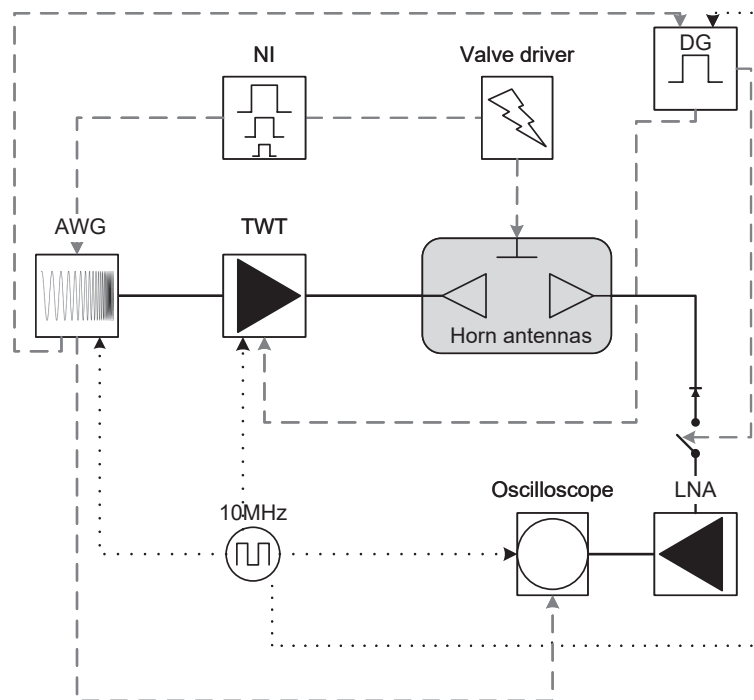 DG
NI
Valve driver
AWG
TWT
Horn antennas
10MHz
Oscilloscope
LNA